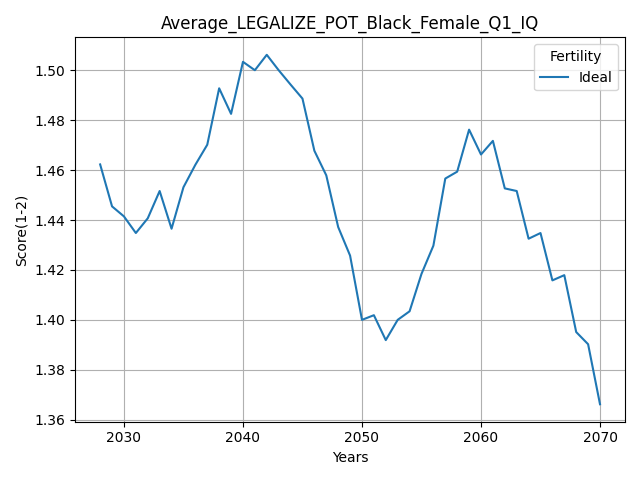 Average_LEGALIZE_POT_Black_Female_Q1_IQ
Fertility
Ideal
Score(1-2)
1.50
1.48
1.46
1.44
1.42
1.40
1.38
1.36
2030 2040 2050 2060 2070
Years